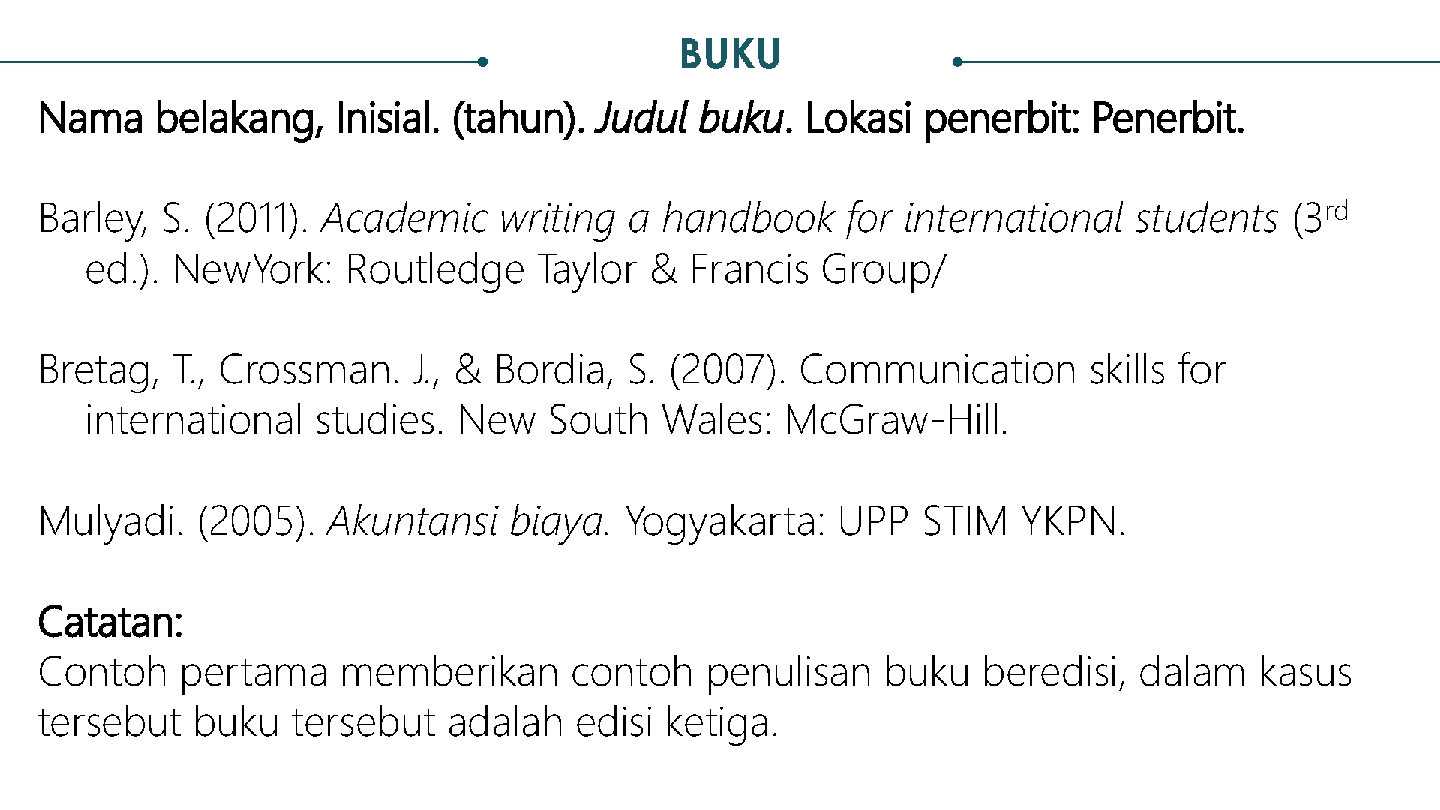 BUKU
Nama belakang, Inisial. (tahun). Judul buku. Lokasi penerbit: Penerbit.
Barley, S. (2011). Academic writing a handbook for international students (3rd
ed.). NewYork: Routledge Taylor & Francis Group/
Bretag, T., Crossman. J., & Bordia, S. (2007). Communication skills for
international studies. New South Wales: McGraw-Hill.
Mulyadi. (2005). Akuntansi biaya. Yogyakarta: UPP STIM YKPN.
Catatan:
Contoh pertama memberikan contoh penulisan buku beredisi, dalam kasus
tersebut buku tersebut adalah edisi ketiga.